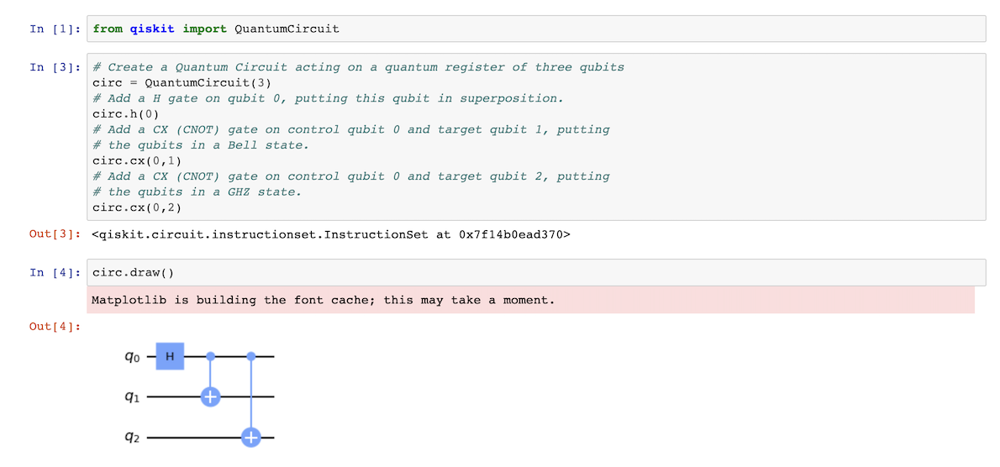 In [1]: from qiskit import QuantumCircuit
In [3]: # Create a Quantum Circuit acting on a quantum register of three qubits
circ = QuantumCircuit(3)
# Add a H gate on qubit 0, putting this qubit in superposition.
circ.h(0)
# Add a CX (CNOT) gate on control qubit 0 and target qubit 1, putting
# the qubits in a Bell state.
circ.cx(0,1)
# Add a CX (CNOT) gate on control qubit 0 and target qubit 2, putting
# the qubits in a GHZ state.
circ.cx(0,2)
Out[3]: <qiskit.circuit.instructionset.InstructionSet at 0x7f14b0ead370>
In [4]: circ.draw()
Matplotlib is building the font cache; this may take a moment.
Out[4]:
q0 H
q1 +
q2 +